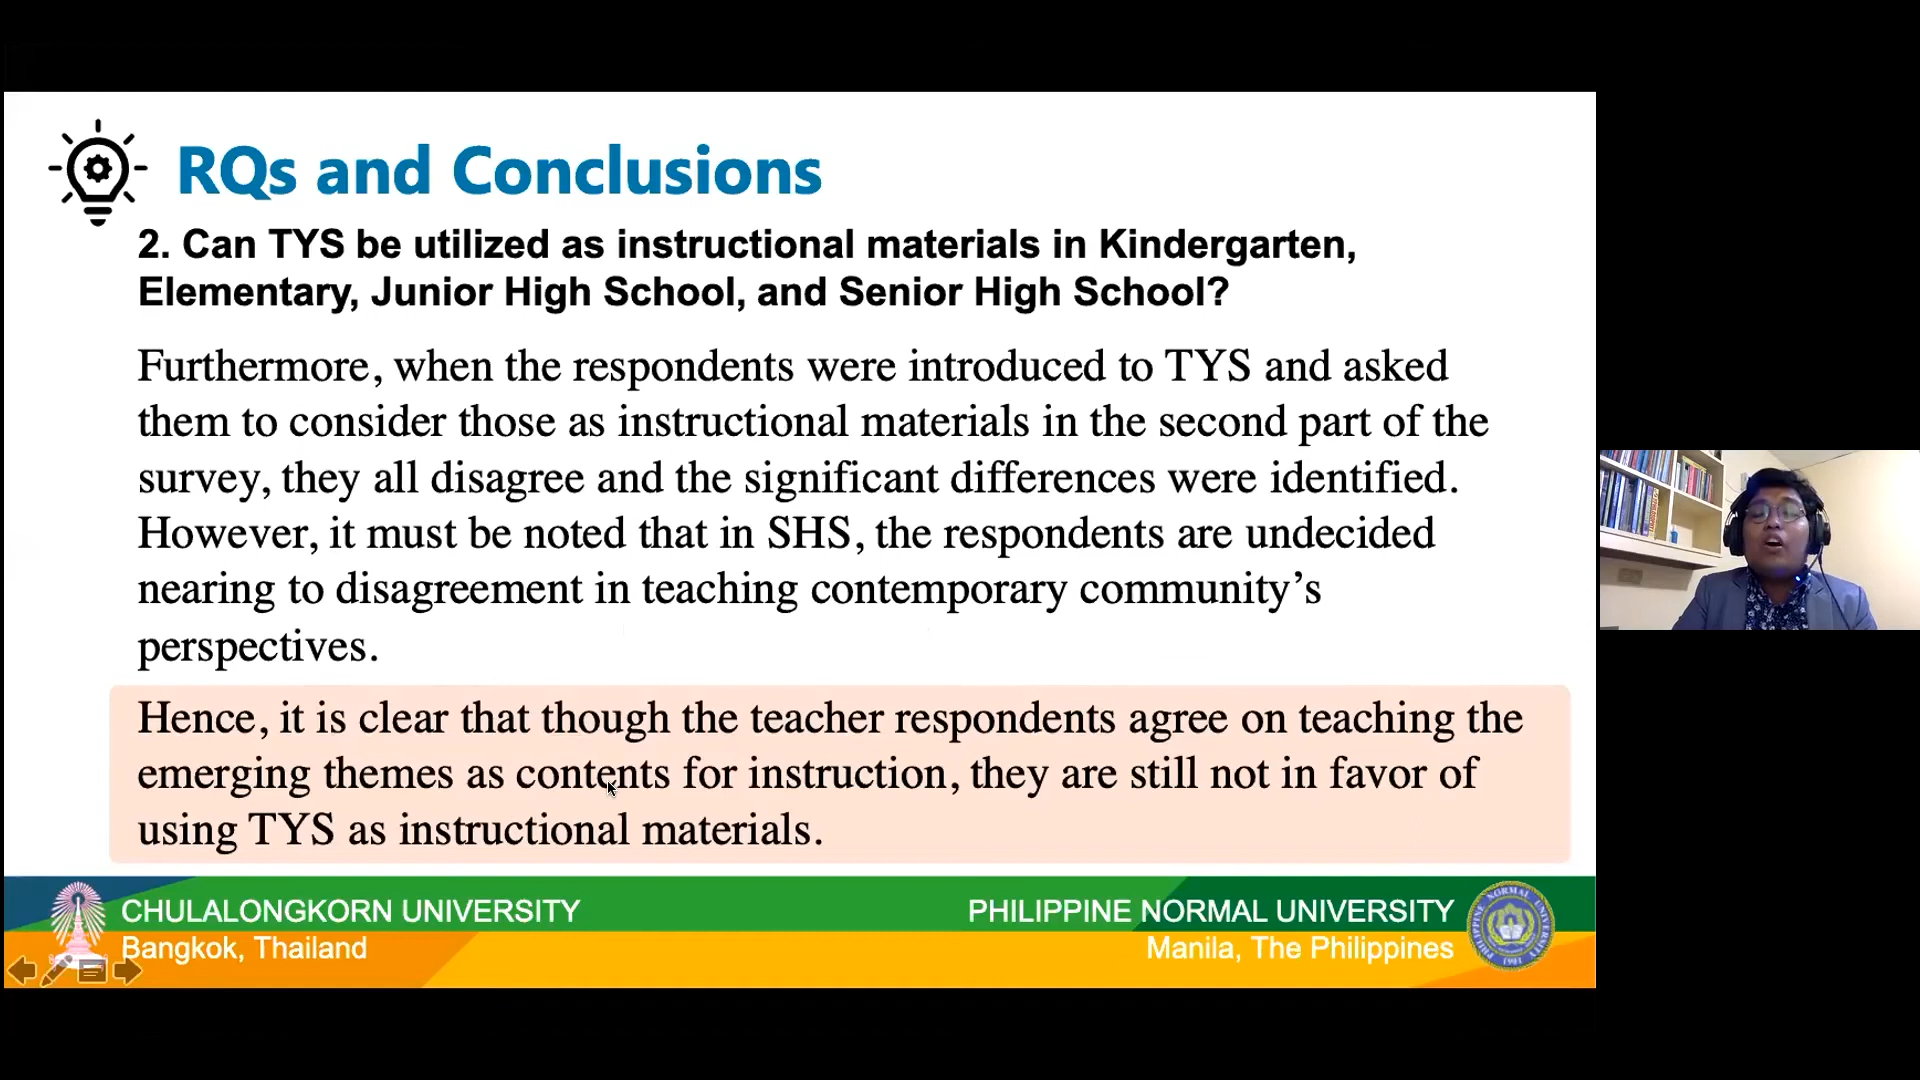 RQs and Conclusions
2. Can TYS be utilized as instructional materials in Kindergarten,
Elementary, Junior High School, and Senior High School?
Furthermore, when the respondents were introduced to TYS and asked
them to consider those as instructional materials in the second part of the
survey, they all disagree and the significant differences were identified.
However, it must be noted that in SHS, the respondents are undecided
nearing to disagreement in teaching contemporary community’s
perspectives.
Hence, it is clear that though the teacher respondents agree on teaching the
emerging themes as contents for instruction, they are still not in favor of
using TYS as instructional materials.
CHULALONGKORN UNIVERSITY
Bangkok, Thailand
PHILIPPINE NORMAL UNIVERSITY
Manila, The Philippines
PHILIPPINE NORMAL UNIVERSITY
1901